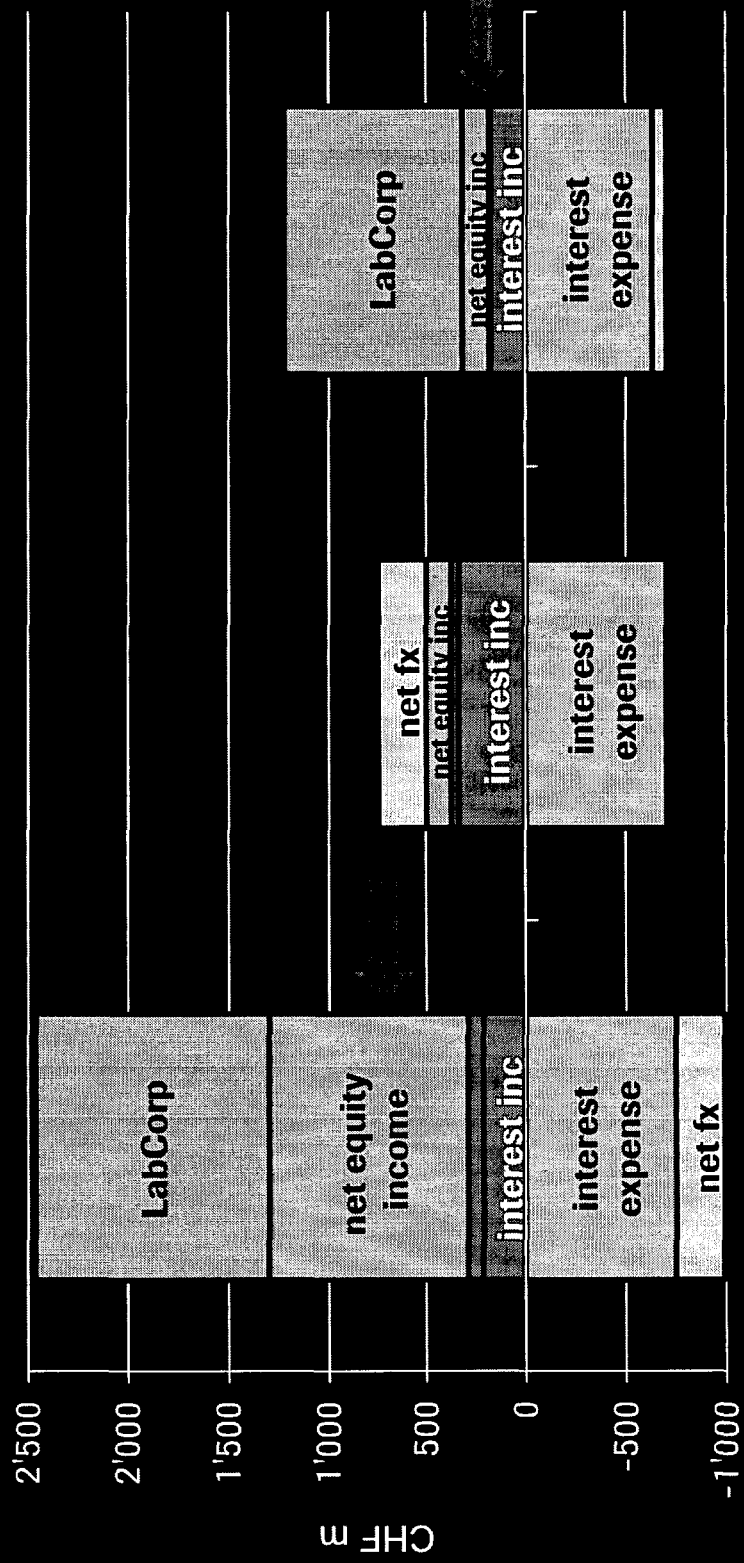 CHF m
2'500
2'000
1'500
1'000
500
0
-500
-1'000
LabCorp
net equity
income
interest inc
interest
expense
net fx
net fx
net equity inc
interest inc
interest
expense
LabCorp
net equity inc
interest inc
interest
expense